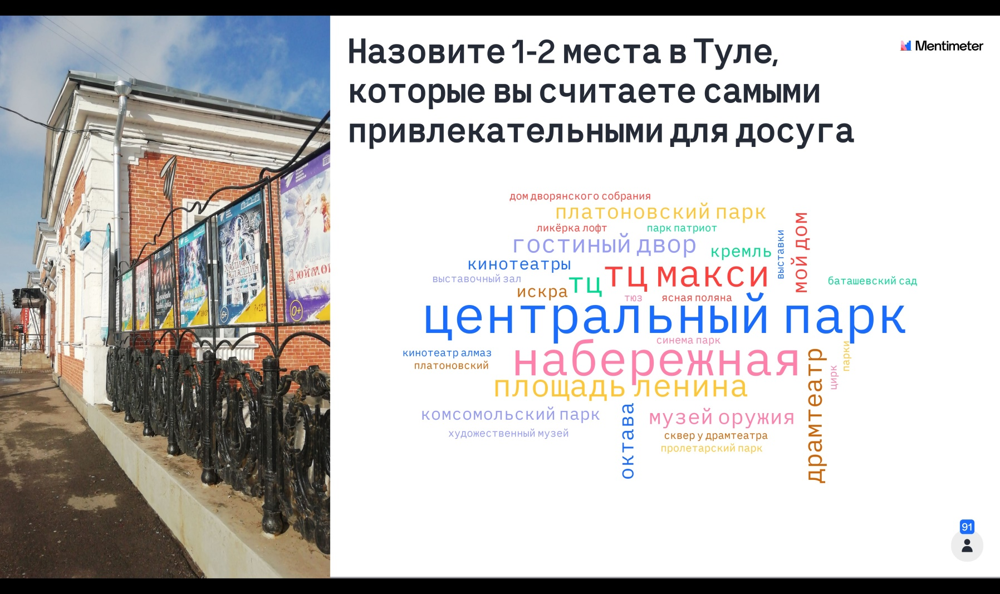 Назовите 1-2 места в Туле,
которые вы считаете самыми
привлекательными для досуга
Mentimeter
дом дворянского собрания
платоновский парк
ликёрка лофт
парк патриот
гостиный двор
кремль
выставки
мой дом
кинотеатры
выставочный зал
тц
тц макси
баташевский сад
искра
тюз
ясная поляна
центральный парк
синема парк
кинотеатр алмаз
набережная
парки
платоновский
цирк
площадь ленина
драмтеатр
комсомольский парк
октава
музей оружия
художественный музей
сквер у драмтеатра
пролетарский парк
91
0+
6+